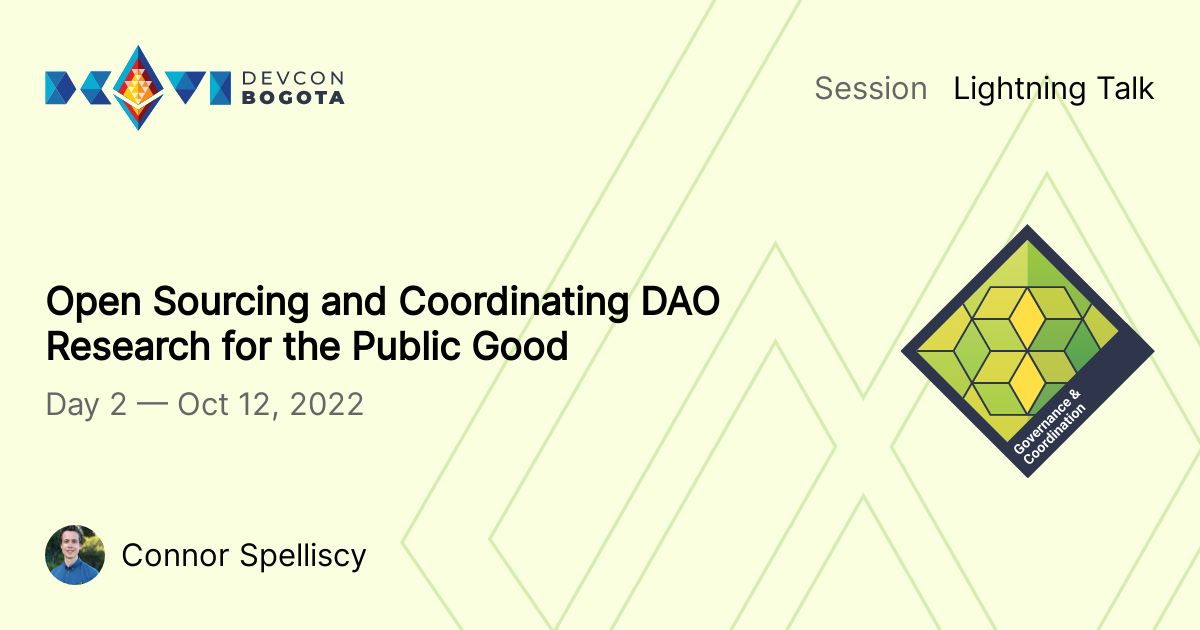 DEVCON
BOGOTA
Session Lightning Talk
Open Sourcing and Coordinating DAO
Research for the Public Good
Day 2 — Oct 12, 2022
Governance &
Coordination
Connor Spelliscy